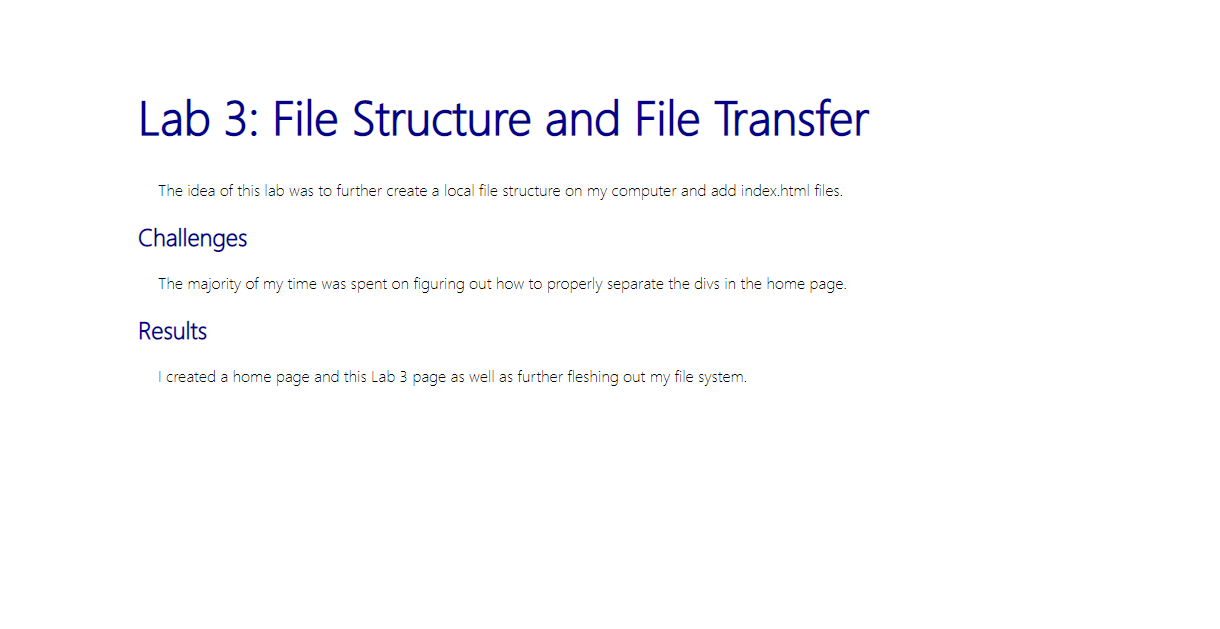 Lab 3: File Structure and File Transfer
The idea of this lab was to further create a local file structure on my computer and add index.html files.
Challenges
The majority of my time was spent on figuring out how to properly separate the divs in the home page.
Results
I created a home page and this Lab 3 page as well as further fleshing out my file system.